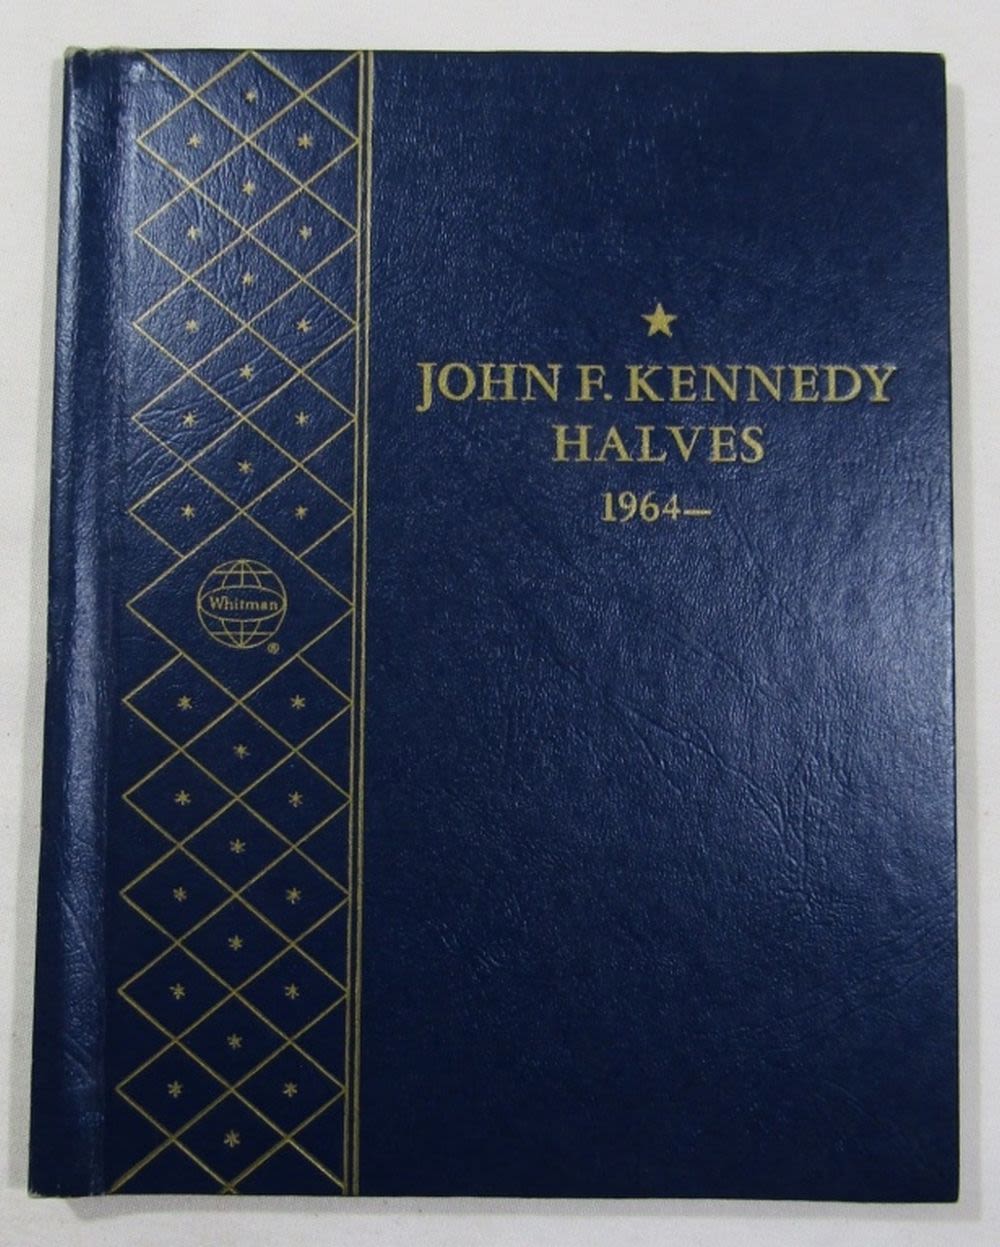 JOHN F. KENNEDY
HALVES
1964—
Whitman
®